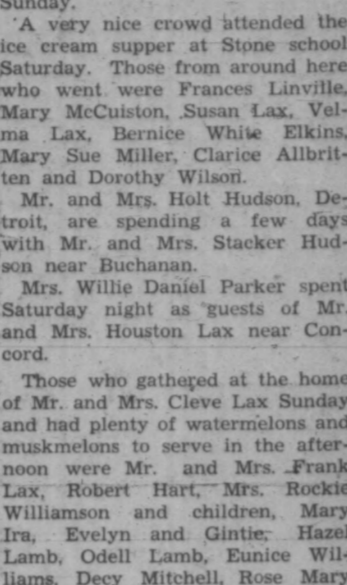 Sunday.
A very nice crowd attended the
ice cream supper at Stone school
Saturday. Those from around here
who went were Frances Linville,
Mary McCuiston, Susan Lax, Vel-
ma Lax, Bernice White Elkins,
Mary Sue Miller, Clarice Allbrit-
ten and Dorothy Wilson.
Mr. and Mrs. Holt Hudson, De-
troit, are spending a few days
with Mr. and Mrs. Stacker Hud-
son near Buchanan.
Mrs. Willie Daniel Parker spent
Saturday night as guests of Mr.
and Mrs. Houston Lax near Con-
cord.
Those who gathered at the home
of Mr. and Mrs. Cleve Lax Sunday
and had plenty of watermelons and
muskmelons to serve in the after-
noon were Mr. and Mrs. Frank
Lax, Robert Hart, Mrs. Rockie
Williamson and children, Mary
Ira, Evelyn and Gintie, Hazel
Lamb, Odell Lamb, Eunice Wil-
liams, Decy Mitchell, Rose Mary